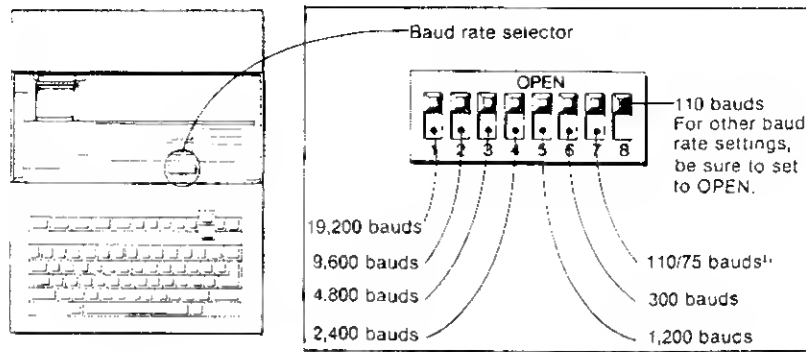 Baud rate selector
OPEN
1 2 3 4 5 6 7 8
110 bauds
For other baud
rate settings,
be sure to set
to OPEN.
19,200 bauds
9,600 bauds
4.800 bauds
2,400 bauds
110/75 bauds¹⁾
300 bauds
1,200 bauds